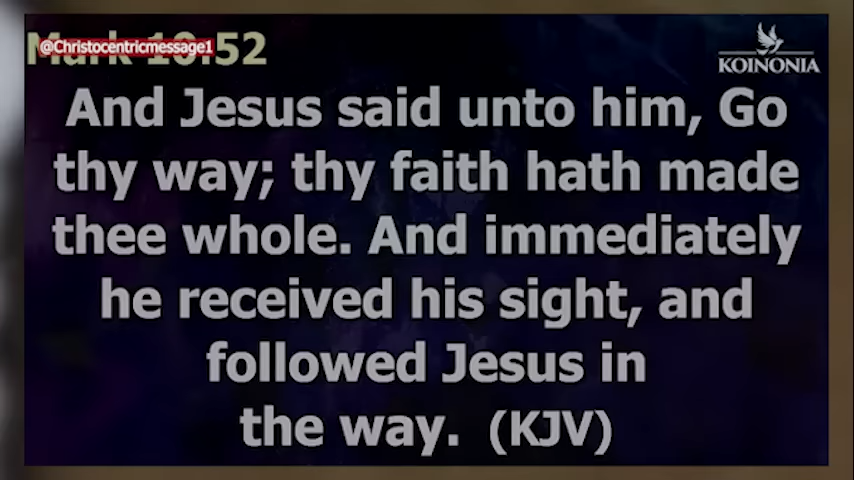 Mark 10:52
@Christocentricmessage1
KOINONIA
And Jesus said unto him, Go
thy way; thy faith hath made
thee whole. And immediately
he received his sight, and
followed Jesus in
the way. (KJV)